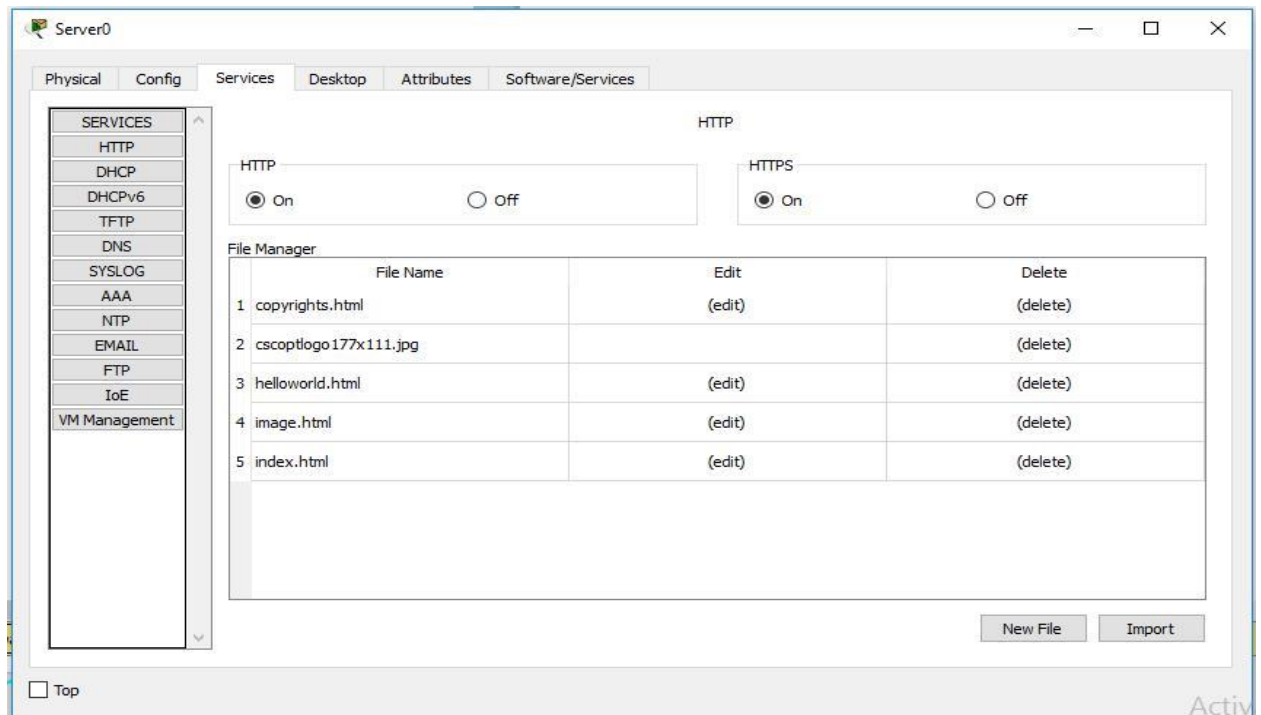 Server0
Physical Config Services Desktop Attributes Software/Services
SERVICES
HTTP
DHCP
DHCPv6
TFTP
DNS
SYSLOG
AAA
NTP
EMAIL
FTP
IoE
VM Management
HTTP
HTTP HTTPS
On Off On Off
File Manager
File Name Edit Delete
1 copyrights.html (edit) (delete)
2 cscoptlogo177x111.jpg (delete)
3 helloworld.html (edit) (delete)
4 image.html (edit) (delete)
5 index.html (edit) (delete)
New File Import
Top
Activ